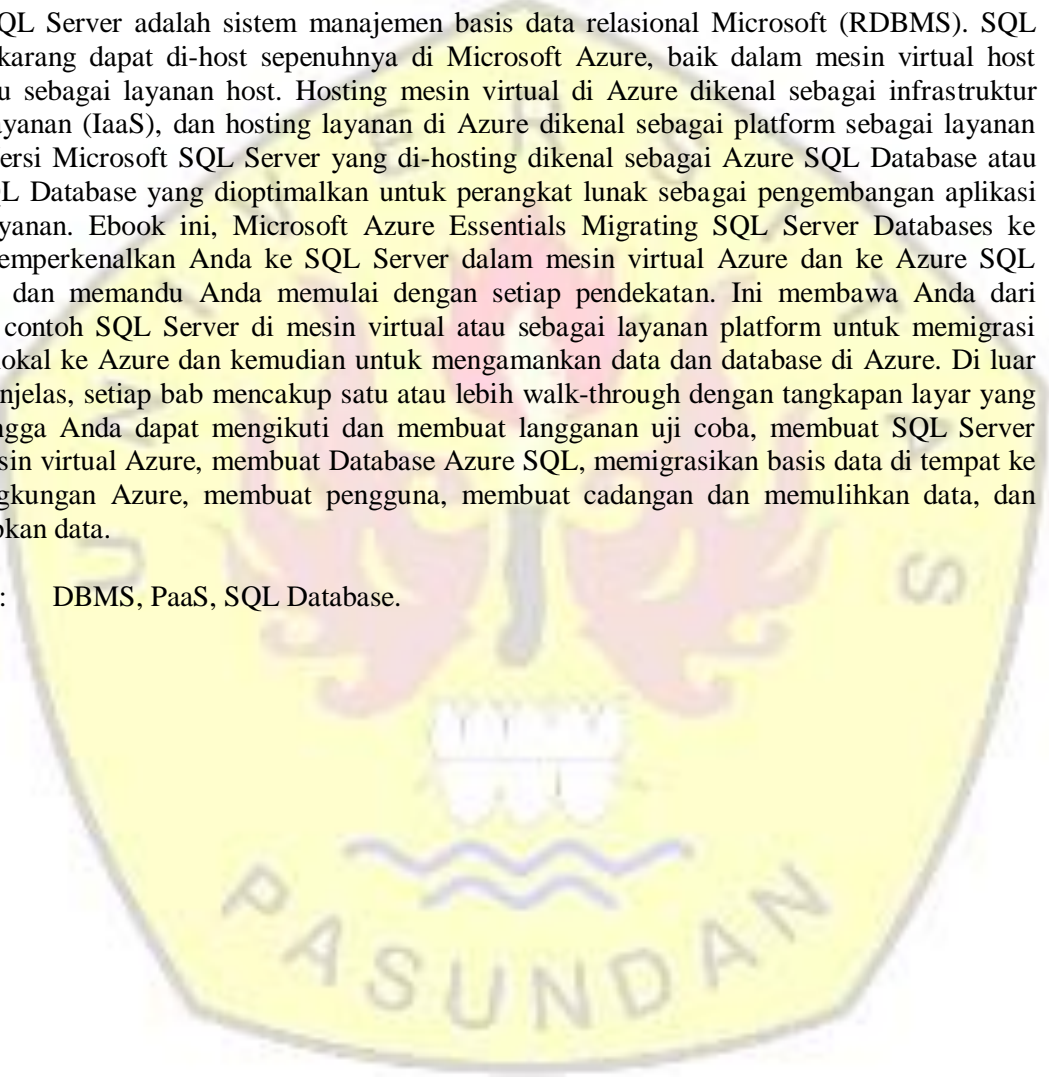 QL Server adalah sistem manajemen basis data relasional Microsoft (RDBMS). SQL
karang dapat di-host sepenuhnya di Microsoft Azure, baik dalam mesin virtual host
u sebagai layanan host. Hosting mesin virtual di Azure dikenal sebagai infrastruktur
ayanan (IaaS), dan hosting layanan di Azure dikenal sebagai platform sebagai layanan
ersi Microsoft SQL Server yang di-hosting dikenal sebagai Azure SQL Database atau
QL Database yang dioptimalkan untuk perangkat lunak sebagai pengembangan aplikasi
yanan. Ebook ini, Microsoft Azure Essentials Migrating SQL Server Databases ke
emperkenalkan Anda ke SQL Server dalam mesin virtual Azure dan ke Azure SQL
dan memandu Anda memulai dengan setiap pendekatan. Ini membawa Anda dari
contoh SQL Server di mesin virtual atau sebagai layanan platform untuk memigrasi
lokal ke Azure dan kemudian untuk mengamankan data dan database di Azure. Di luar
njelas, setiap bab mencakup satu atau lebih walk-through dengan tangkapan layar yang
ngga Anda dapat mengikuti dan membuat langganan uji coba, membuat SQL Server
sin virtual Azure, membuat Database Azure SQL, memigrasikan basis data di tempat ke
gkungan Azure, membuat pengguna, membuat cadangan dan memulihkan data, dan
pkan data.
: DBMS, PaaS, SQL Database.
UNIVERSITAS
PASUNDAN